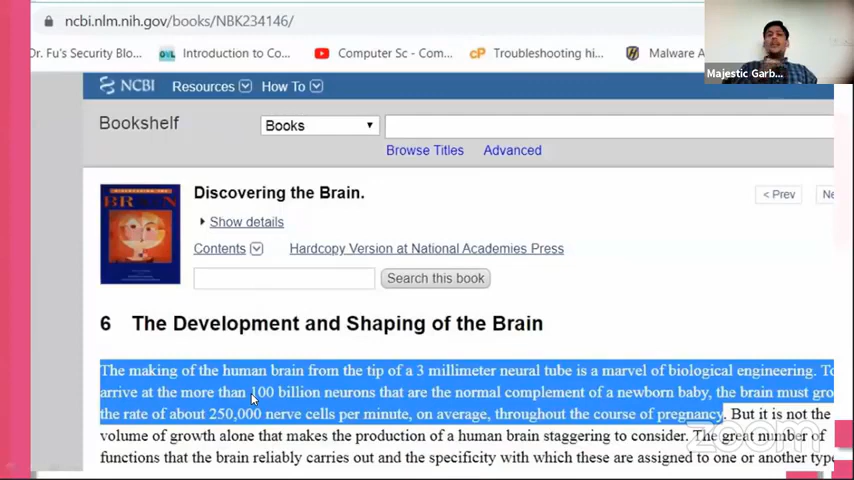 ncbi.nlm.nih.gov/books/NBK234146/
Dr. Fu's Security Blo...
Introduction to Co...
Computer Sc - Com...
Troubleshooting hi...
Malware A
Majestic Garb...
NCBI Resources How To
Bookshelf
Books
Browse Titles Advanced
Discovering the Brain.
< Prev
Ne
Show details
Contents Hardcopy Version at National Academies Press
Search this book
6 The Development and Shaping of the Brain
The making of the human brain from the tip of a 3 millimeter neural tube is a marvel of biological engineering. To
arrive at the more than 100 billion neurons that are the normal complement of a newborn baby, the brain must gro
the rate of about 250,000 nerve cells per minute, on average, throughout the course of pregnancy. But it is not the
volume of growth alone that makes the production of a human brain staggering to consider. The great number of
functions that the brain reliably carries out and the specificity with which these are assigned to one or another type
zoom